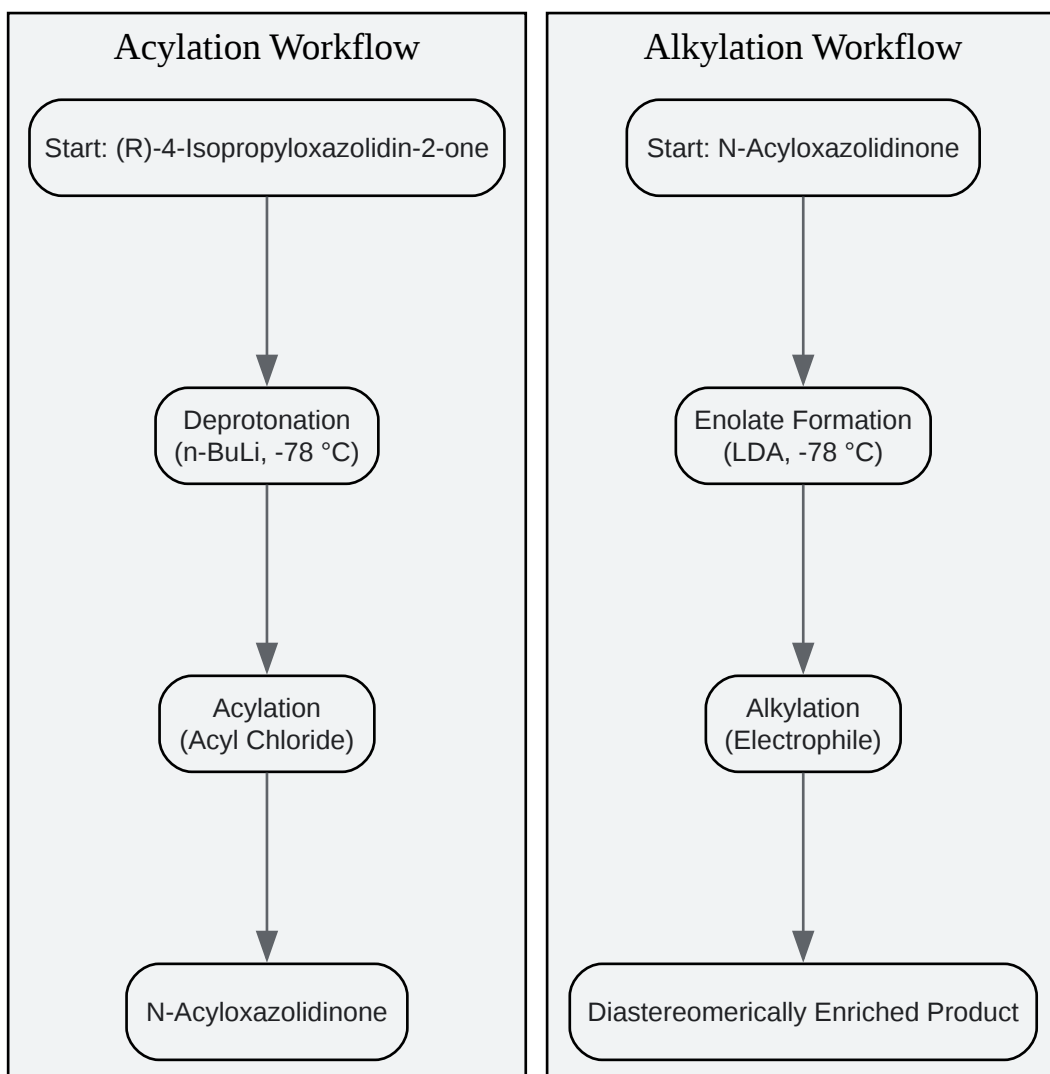 Acylation Workflow
Start: (R)-4-Isopropyloxazolidin-2-one
Deprotonation
(n-BuLi, -78 °C)
Acylation
(Acyl Chloride)
N-Acyloxazolidinone
Alkylation Workflow
Start: N-Acyloxazolidinone
Enolate Formation
(LDA, -78 °C)
Alkylation
(Electrophile)
Diastereomerically Enriched Product